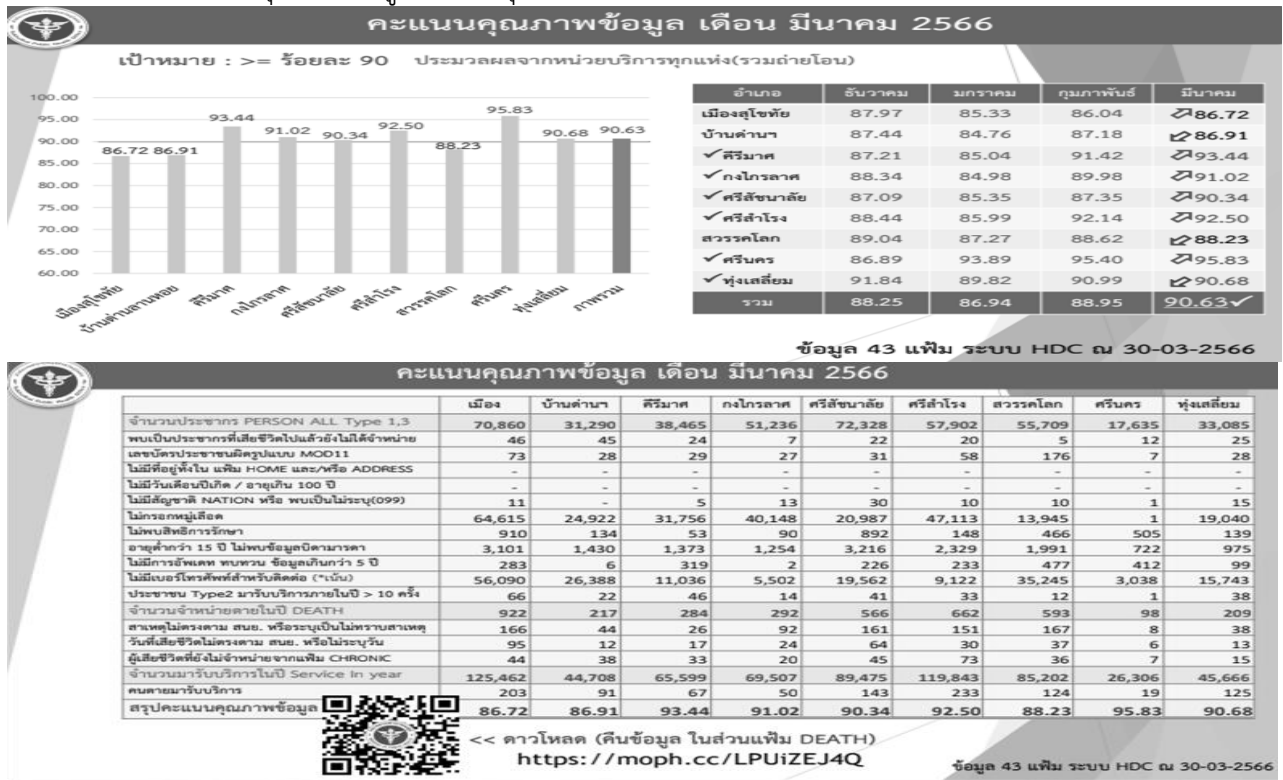 คะแนนคุณภาพข้อมูล เดือน มีนาคม 2566
เป้าหมาย : >= ร้อยละ 90 ประมวลผลจากหน่วยบริการทุกแห่ง(รวมถ่ายโอน)
100.00
95.00
90.00
85.00
80.00
75.00
70.00
65.00
60.00
86.72 86.91 93.44 91.02 90.34 92.50 88.23 95.83 90.68 90.63
เมืองสุโขทัย บ้านด่านลานหอย คีรีมาศ กงไกรลาศ ศรีสัชนาลัย ศรีสำโรง สวรรคโลก ศรีนคร ทุ่งเสลี่ยม ภาพรวม
อำเภอ ธันวาคม มกราคม กุมภาพันธ์ มีนาคม
เมืองสุโขทัย 87.97 85.33 86.04 86.72
บ้านด่านฯ 87.44 84.76 87.18 86.91
✓คีรีมาศ 87.21 85.04 91.42 93.44
✓กงไกรลาศ 88.34 84.98 89.98 91.02
✓ศรีสัชนาลัย 87.09 85.35 87.35 90.34
✓ศรีสำโรง 88.44 85.99 92.14 92.50
สวรรคโลก 89.04 87.27 88.62 88.23
✓ศรีนคร 86.89 93.89 95.40 95.83
✓ทุ่งเสลี่ยม 91.84 89.82 90.99 90.68
รวม 88.25 86.94 88.95 90.63✓
ข้อมูล 43 แฟ้ม ระบบ HDC ณ 30-03-2566
คะแนนคุณภาพข้อมูล เดือน มีนาคม 2566
เมือง บ้านด่านฯ คีรีมาศ กงไกรลาศ ศรีสัชนาลัย ศรีสำโรง สวรรคโลก ศรีนคร ทุ่งเสลี่ยม
จำนวนประชากร PERSON ALL Type 1,3 70,860 31,290 38,465 51,236 72,328 57,902 55,709 17,635 33,085
พบเป็นประชากรที่เสียชีวิตไปแล้วยังไม่ได้จำหน่าย 46 45 24 7 22 20 5 12 25
เลขบัตรประชาชนผิดรูปแบบ MOD11 73 28 29 27 31 58 176 7 28
ไม่มีที่อยู่ทั้งใน แฟ้ม HOME และ/หรือ ADDRESS - - - - - - - - -
ไม่มีวันเดือนปีเกิด / อายุเกิน 100 ปี - - - - - - - - -
ไม่มีสัญชาติ NATION หรือ พบเป็นไม่ระบุ(099) 11 - 5 13 30 10 10 1 15
ไม่กรอกหมู่เลือด 64,615 24,922 31,756 40,148 20,987 47,113 13,945 1 19,040
ไม่พบสิทธิการรักษา 910 134 53 90 892 148 466 505 139
อายุต่ำกว่า 15 ปี ไม่พบข้อมูลบิดามารดา 3,101 1,430 1,373 1,254 3,216 2,329 1,991 722 975
ไม่มีการอัพเดท ทบทวน ข้อมูลเกินกว่า 5 ปี 283 6 319 2 226 233 477 412 99
ไม่มีเบอร์โทรศัพท์สำหรับติดต่อ (*เน้น) 56,090 26,388 11,036 5,502 19,562 9,122 35,245 3,038 15,743
ประชาชน Type2 มารับบริการภายในปี > 10 ครั้ง 66 22 46 14 41 33 12 1 38
จำนวนจำหน่ายตายในปี DEATH 922 217 284 292 566 662 593 98 209
สาเหตุไม่ตรงตาม สนย. หรือระบุเป็นไม่ทราบสาเหตุ 166 44 26 92 161 151 167 8 38
วันที่เสียชีวิตไม่ตรงตาม สนย. หรือไม่ระบุวัน 95 12 17 24 64 30 37 6 13
ผู้เสียชีวิตที่ยังไม่จำหน่ายจากแฟ้ม CHRONIC 44 38 33 20 45 73 36 7 15
จำนวนมารับบริการในปี Service In year 125,462 44,708 65,599 69,507 89,475 119,843 85,202 26,306 45,666
คนตายมารับบริการ 203 91 67 50 143 233 124 19 125
สรุปคะแนนคุณภาพข้อมูล 86.72 86.91 93.44 91.02 90.34 92.50 88.23 95.83 90.68
<< ดาวโหลด (คืนข้อมูล ในส่วนแฟ้ม DEATH)
https://moph.cc/LPUiZEJ4Q
ข้อมูล 43 แฟ้ม ระบบ HDC ณ 30-03-2566